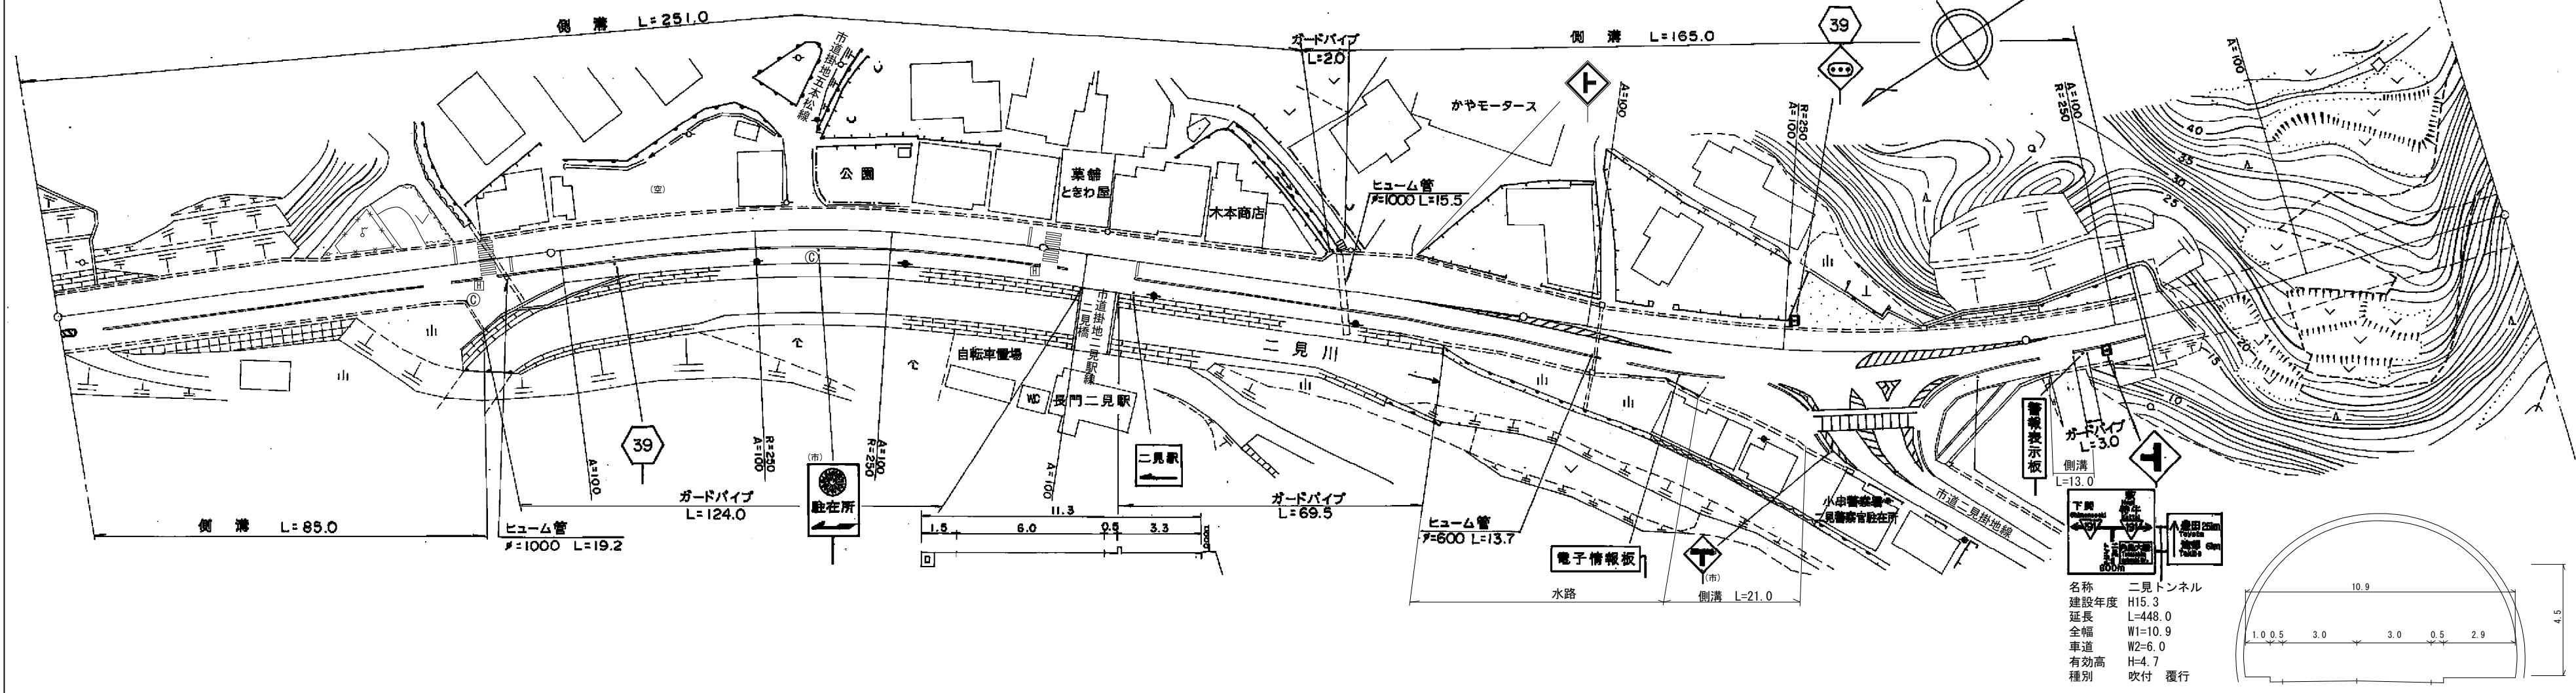 側溝 L=251.0
市道掛地五本松線
ガードパイプ
L=2.0
側溝 L=165.0
39
A=100
かやモータース
A=100
R=250
A=100
A=100
R=250
40
35
30
25
20
15
10
(空)
公園
菓舗
ときわ屋
木本商店
ヒューム管
φ=1000 L=15.5
H
C
C
H
市道掛地二見駅線
二見橋
二見川
自転車置場
WC
長門二見駅
39
A=100
R=250
A=100
(市)
駐在所
A=100
R=250
A=100
二見駅
警報表示板
ガードパイプ
L=3.0
側溝
L=13.0
市道二見掛地線
小串警察署
二見警察官駐在所
側溝 L=85.0
ヒューム管
φ=1000 L=19.2
ガードパイプ
L=124.0
11.3
1.5 6.0 0.5 3.3
ガードパイプ
L=69.5
ヒューム管
φ=600 L=13.7
電子情報板
(市)
水路
側溝 L=21.0
下関
191
191
600m
豊田 25km
Toyota
滝部 6km
Takibe
名称 二見トンネル
建設年度 H15.3
延長 L=448.0
全幅 W1=10.9
車道 W2=6.0
有効高 H=4.7
種別 吹付 覆行
10.9
1.0 0.5 3.0 3.0 0.5 2.9
4.5